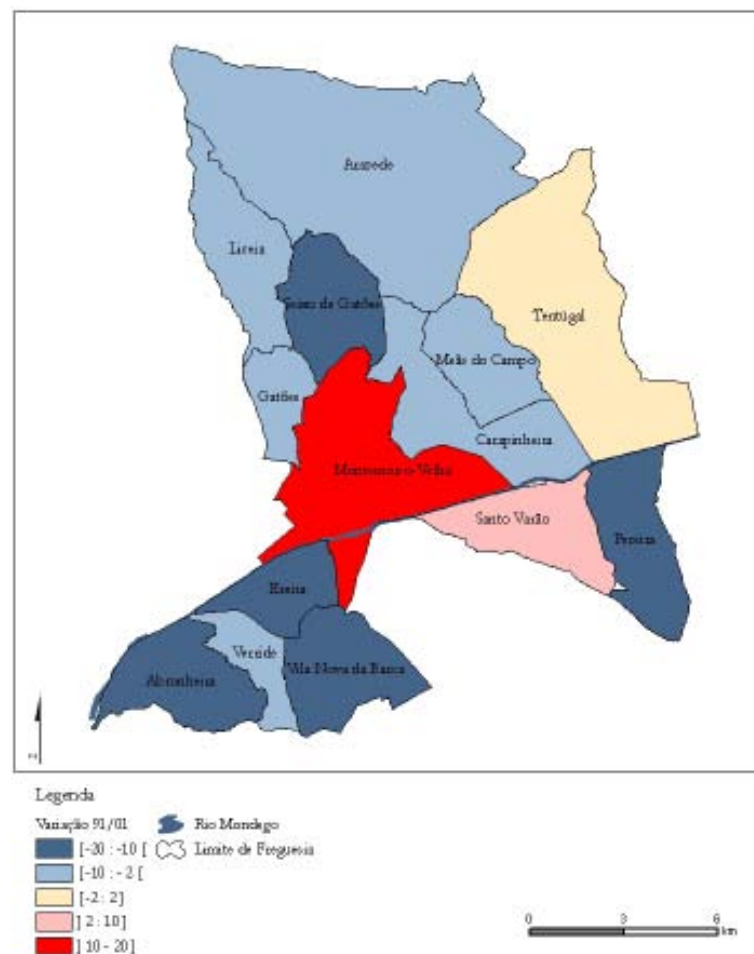 Arazede
Liceia
Seixo de Gatões
Tentúgal
Meãs do Campo
Gatões
Carapinheira
Montemor-o-Velho
Santo Varão
Pereira
Ereira
Verride
Abrunheira
Vila Nova da Barca
Legenda
Variação 91/01 Rio Mondego
[-20 : -10 [ Limite de Freguesia
[-10 : -2 [
[-2 : 2]
] 2 : 10]
] 10 - 20]
0 3 6
km